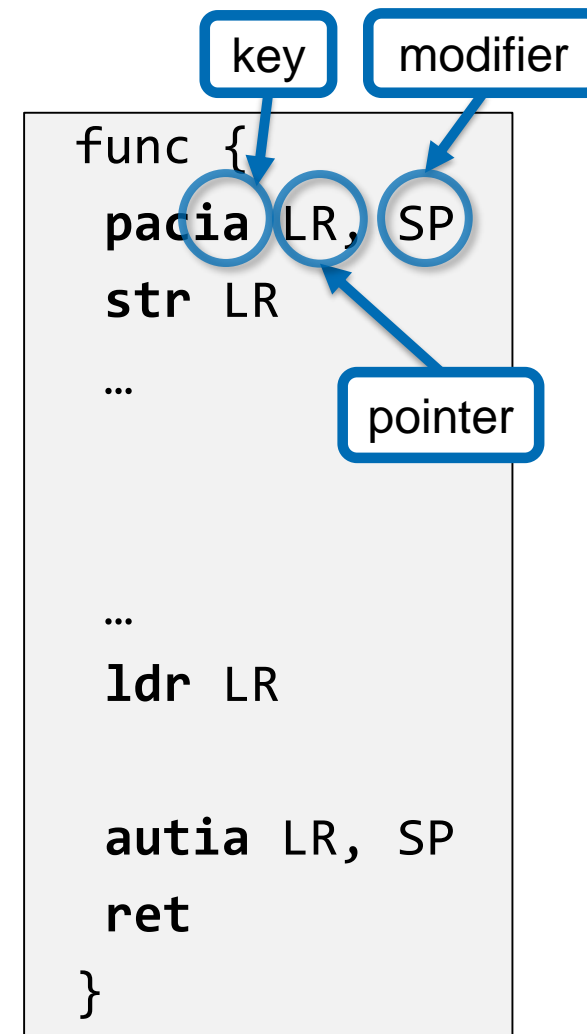 key
modifier
func {
pacia LR, SP
str LR
…
pointer
…
ldr LR
autia LR, SP
ret
}